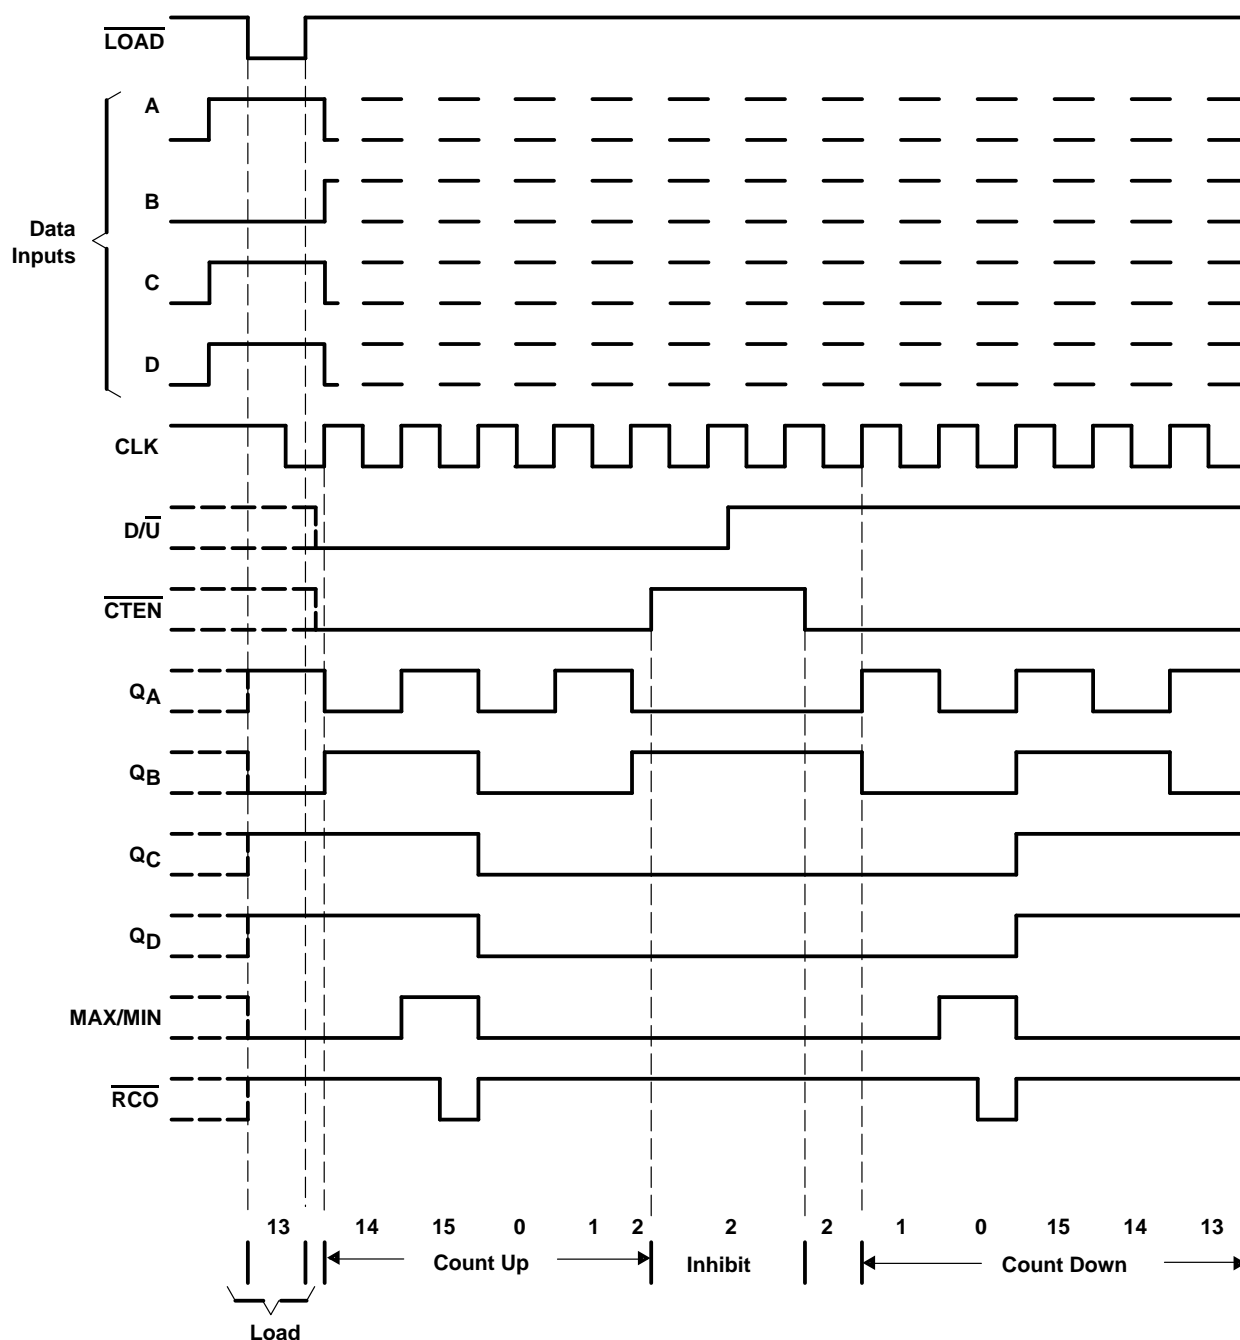 LOAD
A
B
Data
Inputs
C
D
CLK
D/U
CTEN
QA
QB
QC
QD
MAX/MIN
RCO
13 14 15 0 1 2 2 2 1 0 15 14 13
Count Up Inhibit Count Down
Load